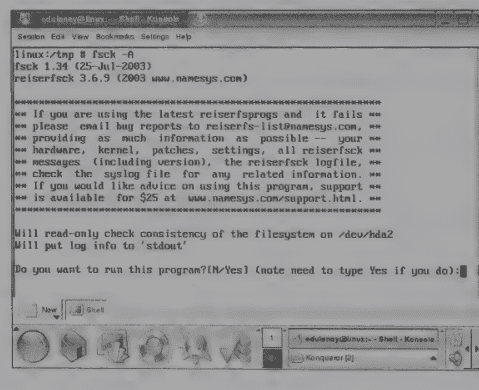 edulaney@linux:~ - Shell - Konsole
Session Edit View Bookmarks Settings Help
linux:/tmp # fsck -A
fsck 1.34 (25-Jul-2003)
reiserfsck 3.6.9 (2003 www.namesys.com)
*************************************************************
** If you are using the latest reiserfsprogs and it fails **
** please email bug reports to reiserfs-list@namesys.com, **
** providing as much information as possible -- your **
** hardware, kernel, patches, settings, all reiserfsck **
** messages (including version), the reiserfsck logfile, **
** check the syslog file for any related information. **
** If you would like advice on using this program, support **
** is available for $25 at www.namesys.com/support.html. **
*************************************************************
Will read-only check consistency of the filesystem on /dev/hda2
Will put log info to 'stdout'
Do you want to run this program?[N/Yes] (note need to type Yes if you do):
New Shell
1 edulaney@linux:~ - Shell - Konsole
Konqueror [2]